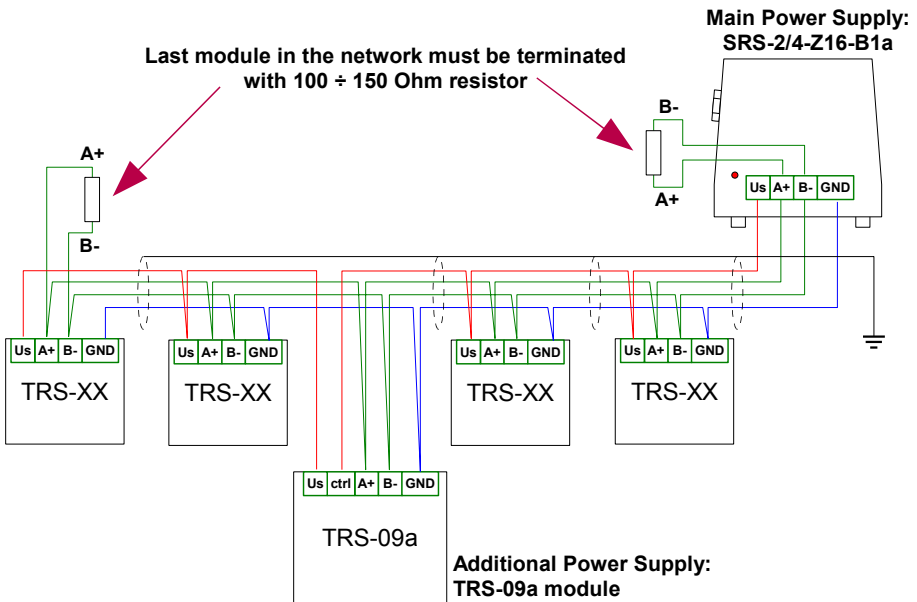 Main Power Supply:
SRS-2/4-Z16-B1a
Last module in the network must be terminated
with 100 ÷ 150 Ohm resistor
B-
A+
A+
B-
Us A+ B- GND
Us A+ B- GND
TRS-XX
Us A+ B- GND
TRS-XX
Us A+ B- GND
TRS-XX
Us A+ B- GND
TRS-XX
Us ctrl A+ B- GND
TRS-09a
Additional Power Supply:
TRS-09a module